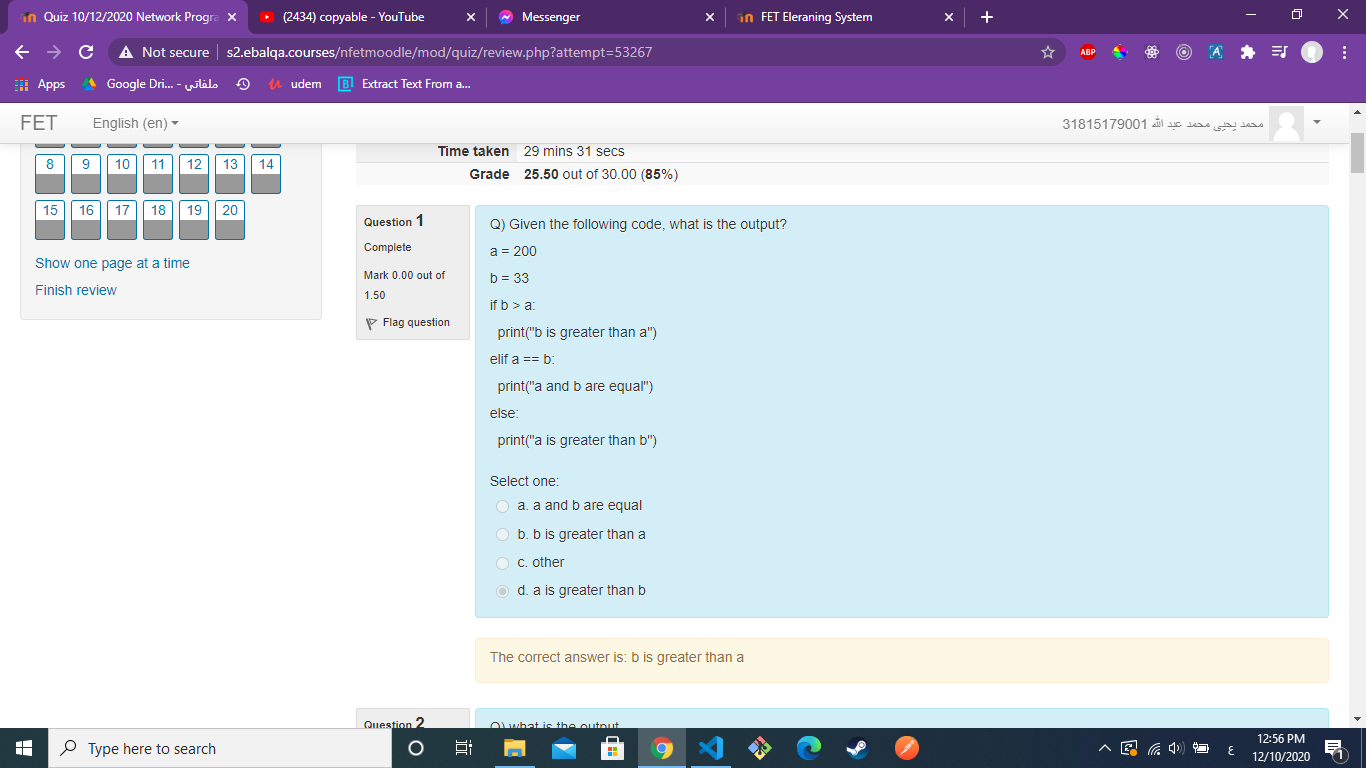 Quiz 10/12/2020 Network Progra
(2434) copyable - YouTube
Messenger
FET Eleraning System
Not secure
s2.ebalqa.courses/nfetmoodle/mod/quiz/review.php?attempt=53267
ABP
Apps
Google Dri... - ملفاتي
udem
Extract Text From a...
FET
English (en)
محمد يحيى محمد عبد الله 31815179001
8 9 10 11 12 13 14
15 16 17 18 19 20
Show one page at a time
Finish review
Time taken 29 mins 31 secs
Grade 25.50 out of 30.00 (85%)
Question 1
Complete
Mark 0.00 out of
1.50
Flag question
Q) Given the following code, what is the output?
a = 200
b = 33
if b > a:
print("b is greater than a")
elif a == b:
print("a and b are equal")
else:
print("a is greater than b")
Select one:
a. a and b are equal
b. b is greater than a
c. other
d. a is greater than b
The correct answer is: b is greater than a
Question 2
Q) what is the output
Type here to search
ع
12:56 PM
12/10/2020
1